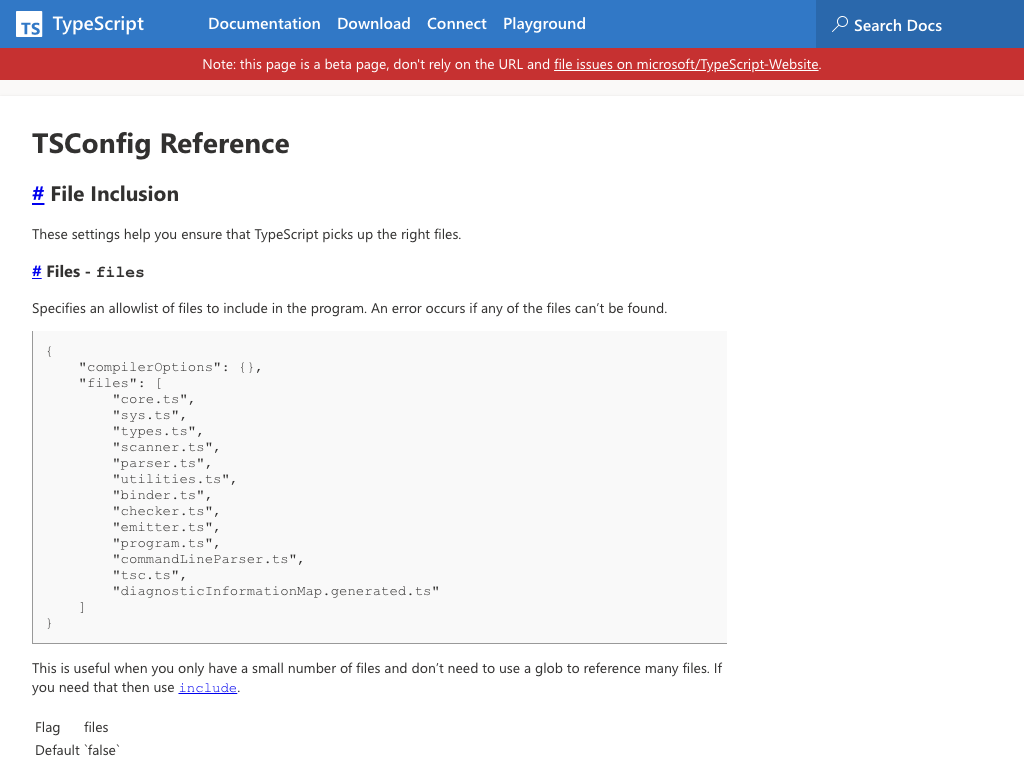 TS TypeScript Documentation Download Connect Playground Search Docs
Note: this page is a beta page, don't rely on the URL and file issues on microsoft/TypeScript-Website.
TSConfig Reference
# File Inclusion
These settings help you ensure that TypeScript picks up the right files.
# Files - files
Specifies an allowlist of files to include in the program. An error occurs if any of the files can’t be found.
{
    "compilerOptions": {},
    "files": [
        "core.ts",
        "sys.ts",
        "types.ts",
        "scanner.ts",
        "parser.ts",
        "utilities.ts",
        "binder.ts",
        "checker.ts",
        "emitter.ts",
        "program.ts",
        "commandLineParser.ts",
        "tsc.ts",
        "diagnosticInformationMap.generated.ts"
    ]
}
This is useful when you only have a small number of files and don’t need to use a glob to reference many files. If
you need that then use include.
Flag files
Default `false`